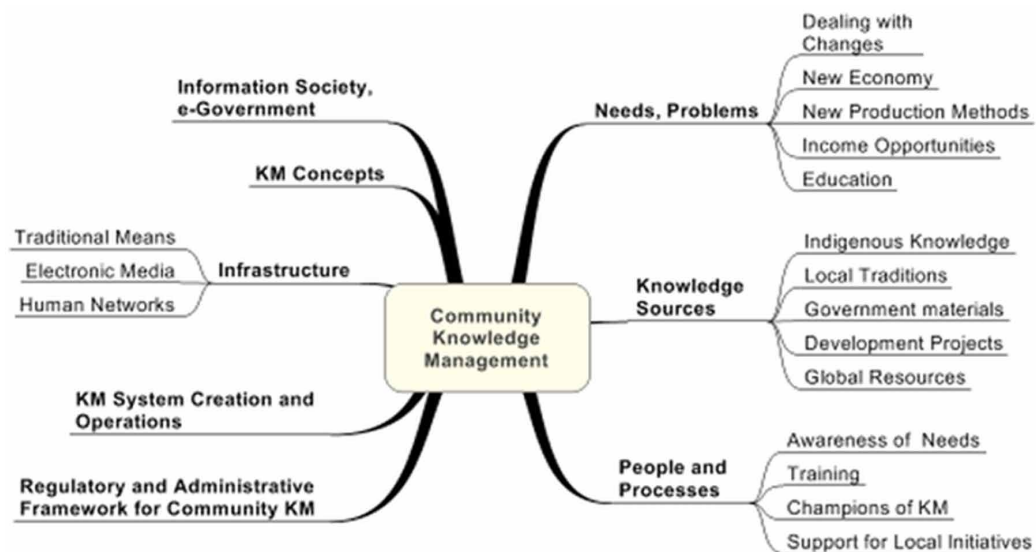 Community
Knowledge
Management
Information Society,
e-Government
KM Concepts
Infrastructure
Traditional Means
Electronic Media
Human Networks
KM System Creation and
Operations
Regulatory and Administrative
Framework for Community KM
Needs, Problems
Dealing with
Changes
New Economy
New Production Methods
Income Opportunities
Education
Knowledge
Sources
Indigenous Knowledge
Local Traditions
Government materials
Development Projects
Global Resources
People and
Processes
Awareness of Needs
Training
Champions of KM
Support for Local Initiatives